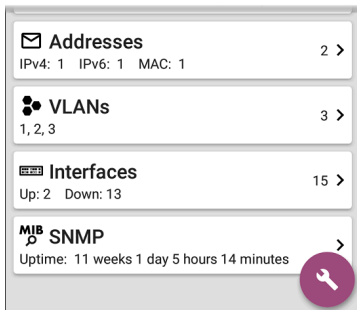 Addresses
2
IPv4: 1 IPv6: 1 MAC: 1
VLANs
3
1, 2, 3
Interfaces
15
Up: 2 Down: 13
MIB SNMP
Uptime: 11 weeks 1 day 5 hours 14 minutes